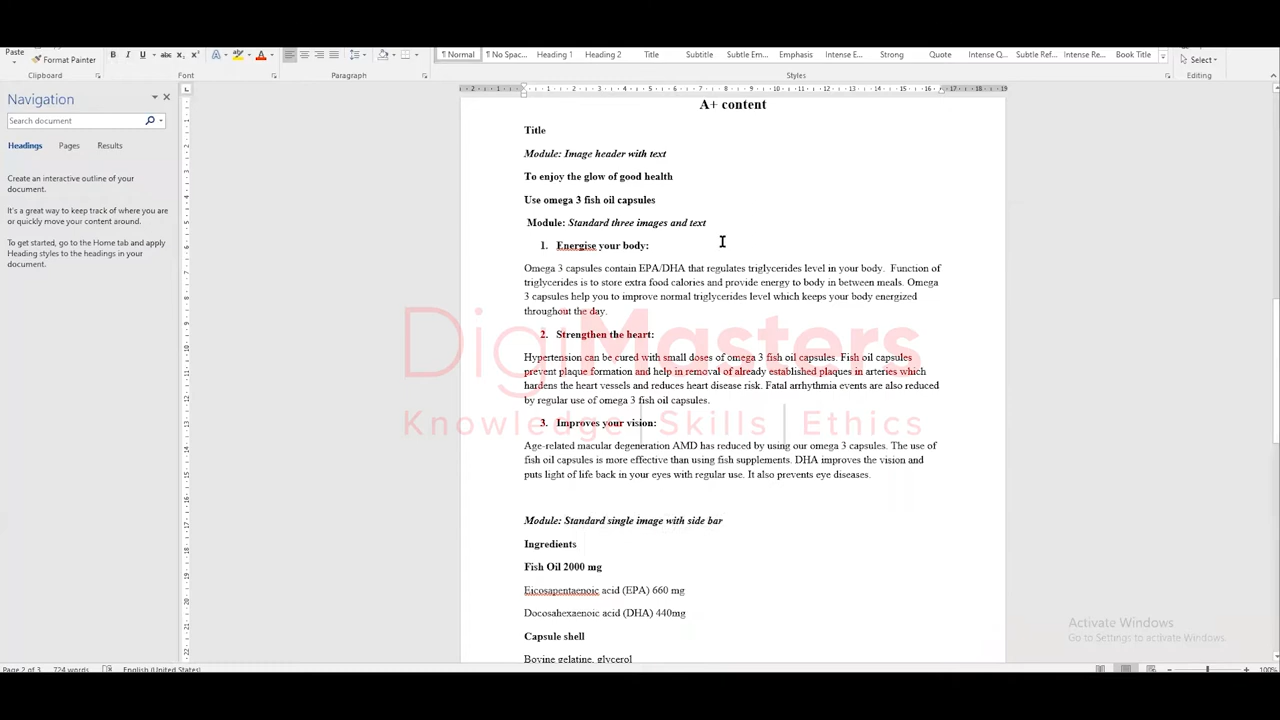 Paste
Format Painter
B I U abc x₂ x² A A
¶ Normal ¶ No Spac... Heading 1 Heading 2 Title Subtitle Subtle Em... Emphasis Intense E... Strong Quote Intense Q... Subtle Ref... Intense Re... Book Title
Select
Clipboard Font Paragraph Styles Editing
Navigation
Search document
Headings Pages Results
Create an interactive outline of your
document.
It's a great way to keep track of where you are
or quickly move your content around.
To get started, go to the Home tab and apply
Heading styles to the headings in your
document.
A+ content
Title
Module: Image header with text
To enjoy the glow of good health
Use omega 3 fish oil capsules
Module: Standard three images and text
1. Energise your body:
Omega 3 capsules contain EPA/DHA that regulates triglycerides level in your body. Function of
triglycerides is to store extra food calories and provide energy to body in between meals. Omega
3 capsules help you to improve normal triglycerides level which keeps your body energized
throughout the day.
2. Strengthen the heart:
Hypertension can be cured with small doses of omega 3 fish oil capsules. Fish oil capsules
prevent plaque formation and help in removal of already established plaques in arteries which
hardens the heart vessels and reduces heart disease risk. Fatal arrhythmia events are also reduced
by regular use of omega 3 fish oil capsules.
3. Improves your vision:
Age-related macular degeneration AMD has reduced by using our omega 3 capsules. The use of
fish oil capsules is more effective than using fish supplements. DHA improves the vision and
puts light of life back in your eyes with regular use. It also prevents eye diseases.
Module: Standard single image with side bar
Ingredients
Fish Oil 2000 mg
Eicosapentaenoic acid (EPA) 660 mg
Docosahexaenoic acid (DHA) 440mg
Capsule shell
Bovine gelatine, glycerol
DigiMasters
Knowledge | Skills | Ethics
Activate Windows
Go to Settings to activate Windows.
Page 2 of 3 724 words English (United States) 100%